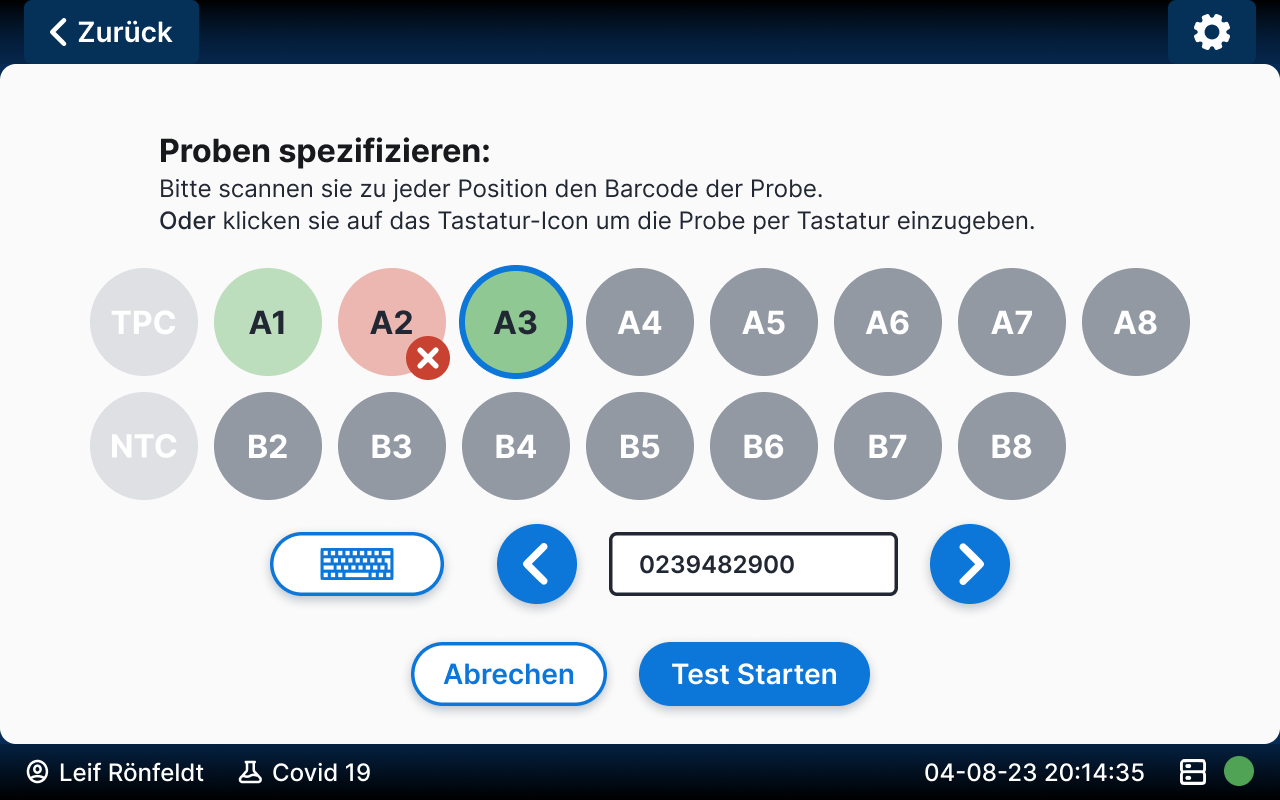 Zurück
Proben spezifizieren:
Bitte scannen sie zu jeder Position den Barcode der Probe.
Oder klicken sie auf das Tastatur-Icon um die Probe per Tastatur einzugeben.
TPC A1 A2 A3 A4 A5 A6 A7 A8
NTC B2 B3 B4 B5 B6 B7 B8
0239482900
Abrechen Test Starten
Leif Rönfeldt Covid 19 04-08-23 20:14:35